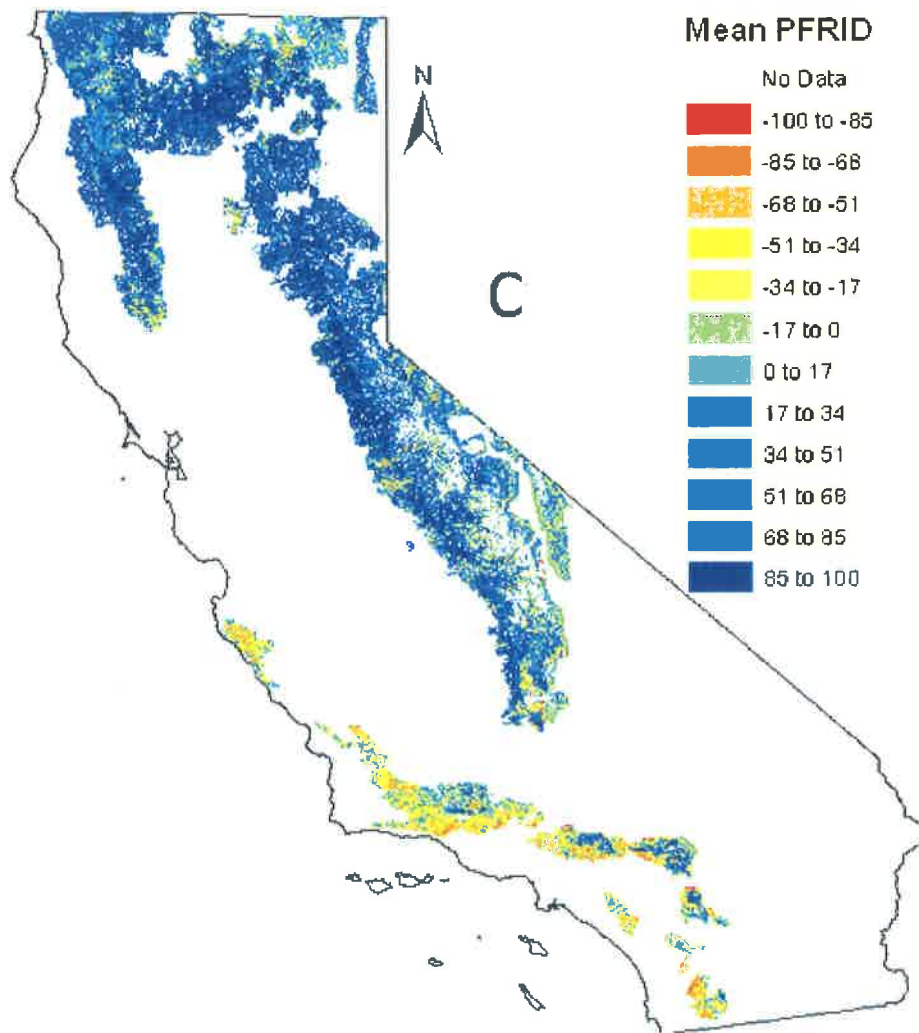 Mean PFRID
No Data
-100 to -85
-85 to -68
-68 to -51
-51 to -34
-34 to -17
-17 to 0
0 to 17
17 to 34
34 to 51
51 to 68
68 to 85
85 to 100
N
C